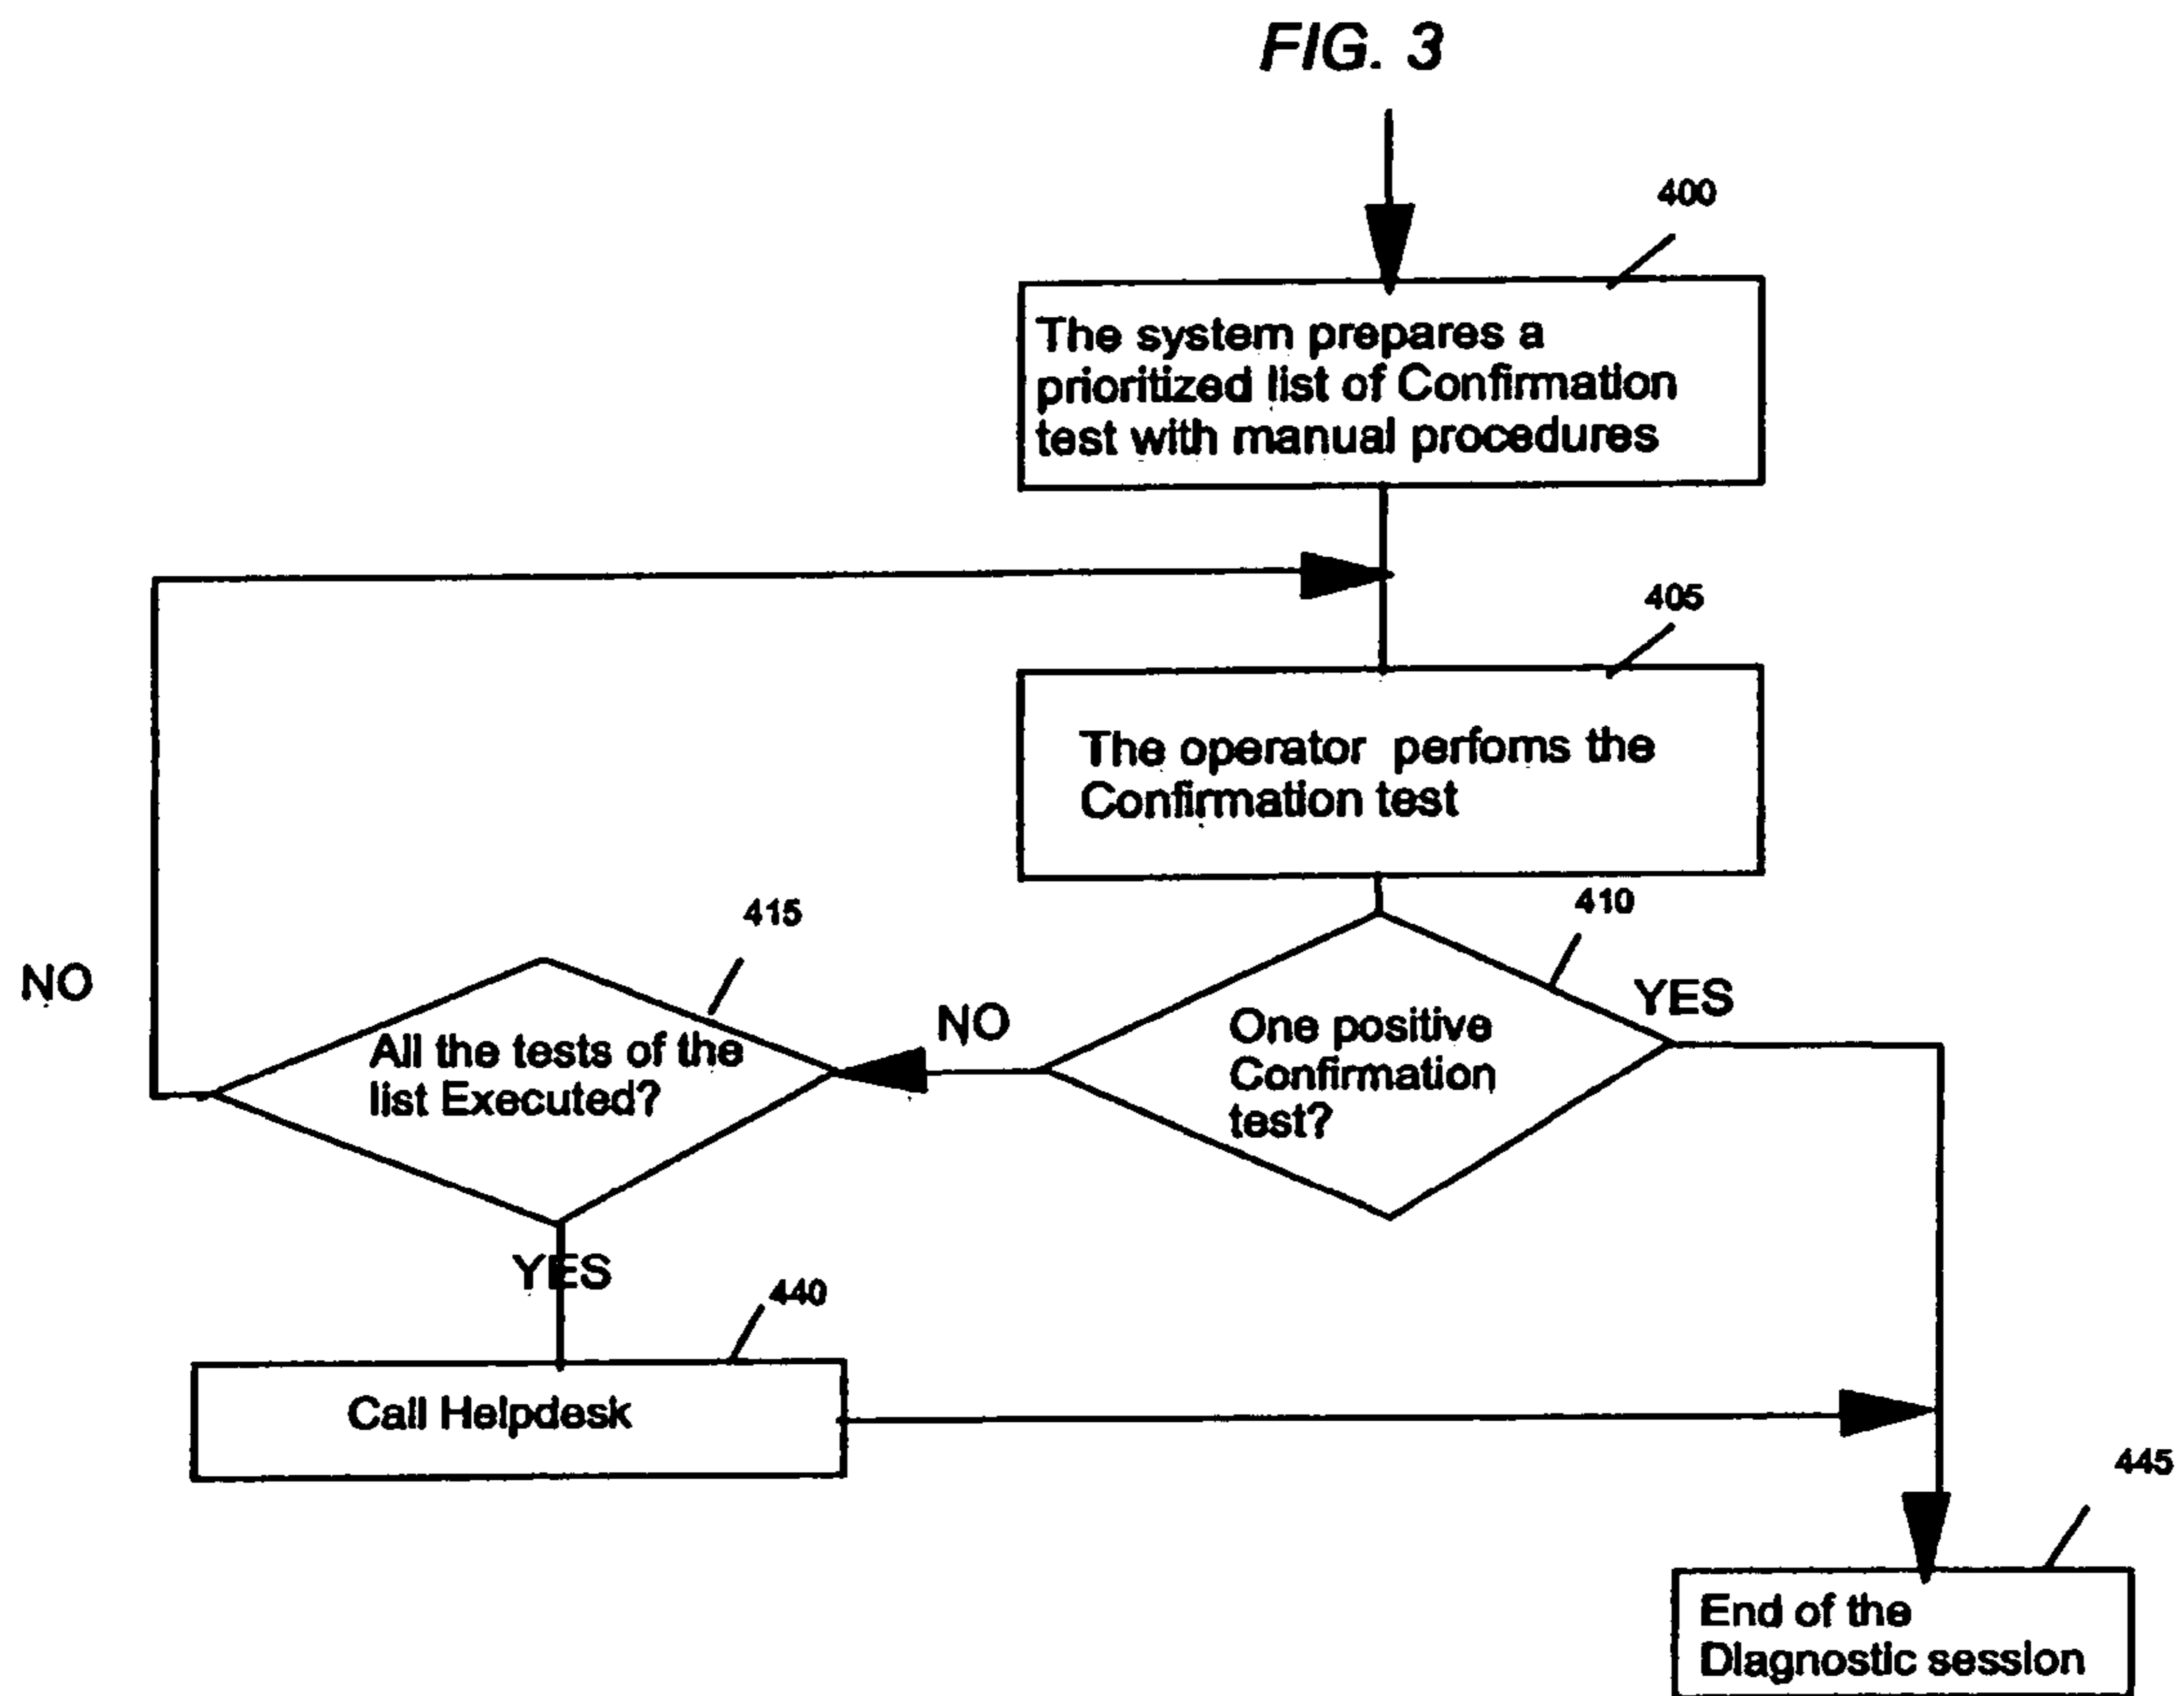 FIG. 3
400
The system prepares a
prioritized list of Confirmation
test with manual procedures
405
The operator perfoms the
Confirmation test
410
One positive
Confirmation
test?
YES
NO
415
All the tests of the
list Executed?
NO
YES
440
Call Helpdesk
445
End of the
Diagnostic session